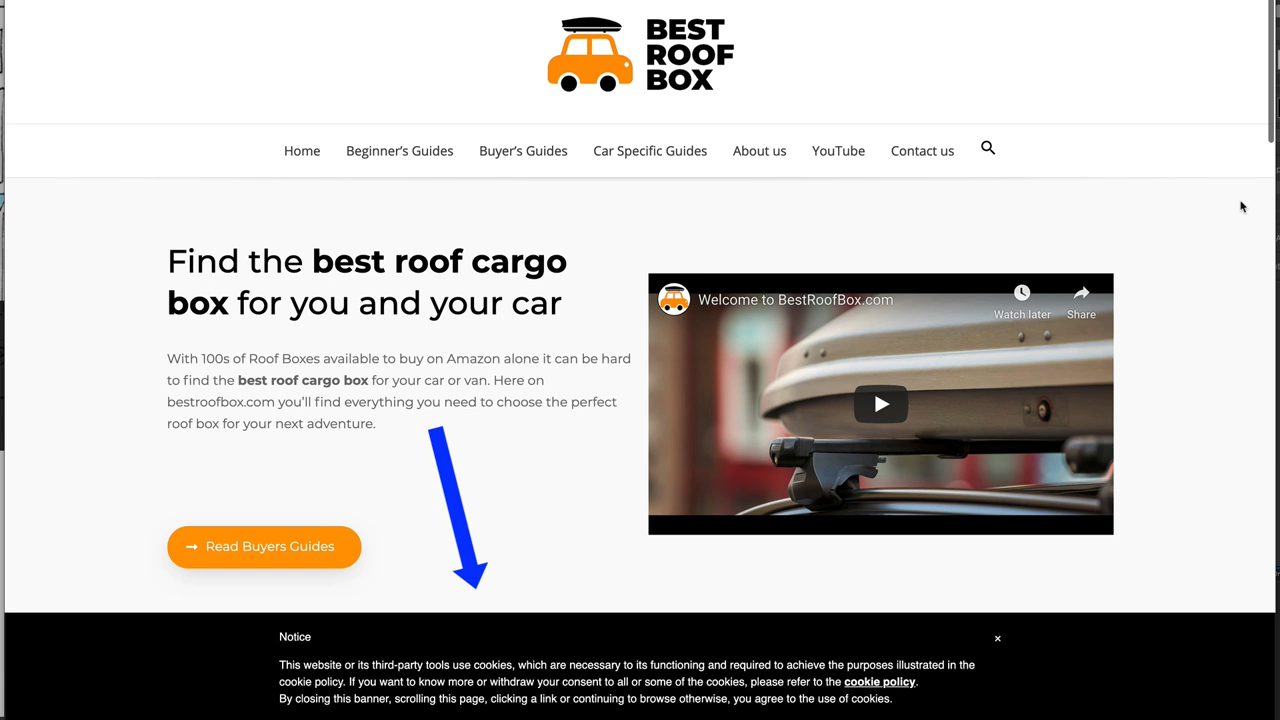 BEST
ROOF
BOX
Home Beginner's Guides Buyer's Guides Car Specific Guides About us YouTube Contact us
Find the best roof cargo
box for you and your car
With 100s of Roof Boxes available to buy on Amazon alone it can be hard
to find the best roof cargo box for your car or van. Here on
bestroofbox.com you'll find everything you need to choose the perfect
roof box for your next adventure.
Read Buyers Guides
Welcome to BestRoofBox.com
Watch later Share
Notice
This website or its third-party tools use cookies, which are necessary to its functioning and required to achieve the purposes illustrated in the
cookie policy. If you want to know more or withdraw your consent to all or some of the cookies, please refer to the cookie policy.
By closing this banner, scrolling this page, clicking a link or continuing to browse otherwise, you agree to the use of cookies.